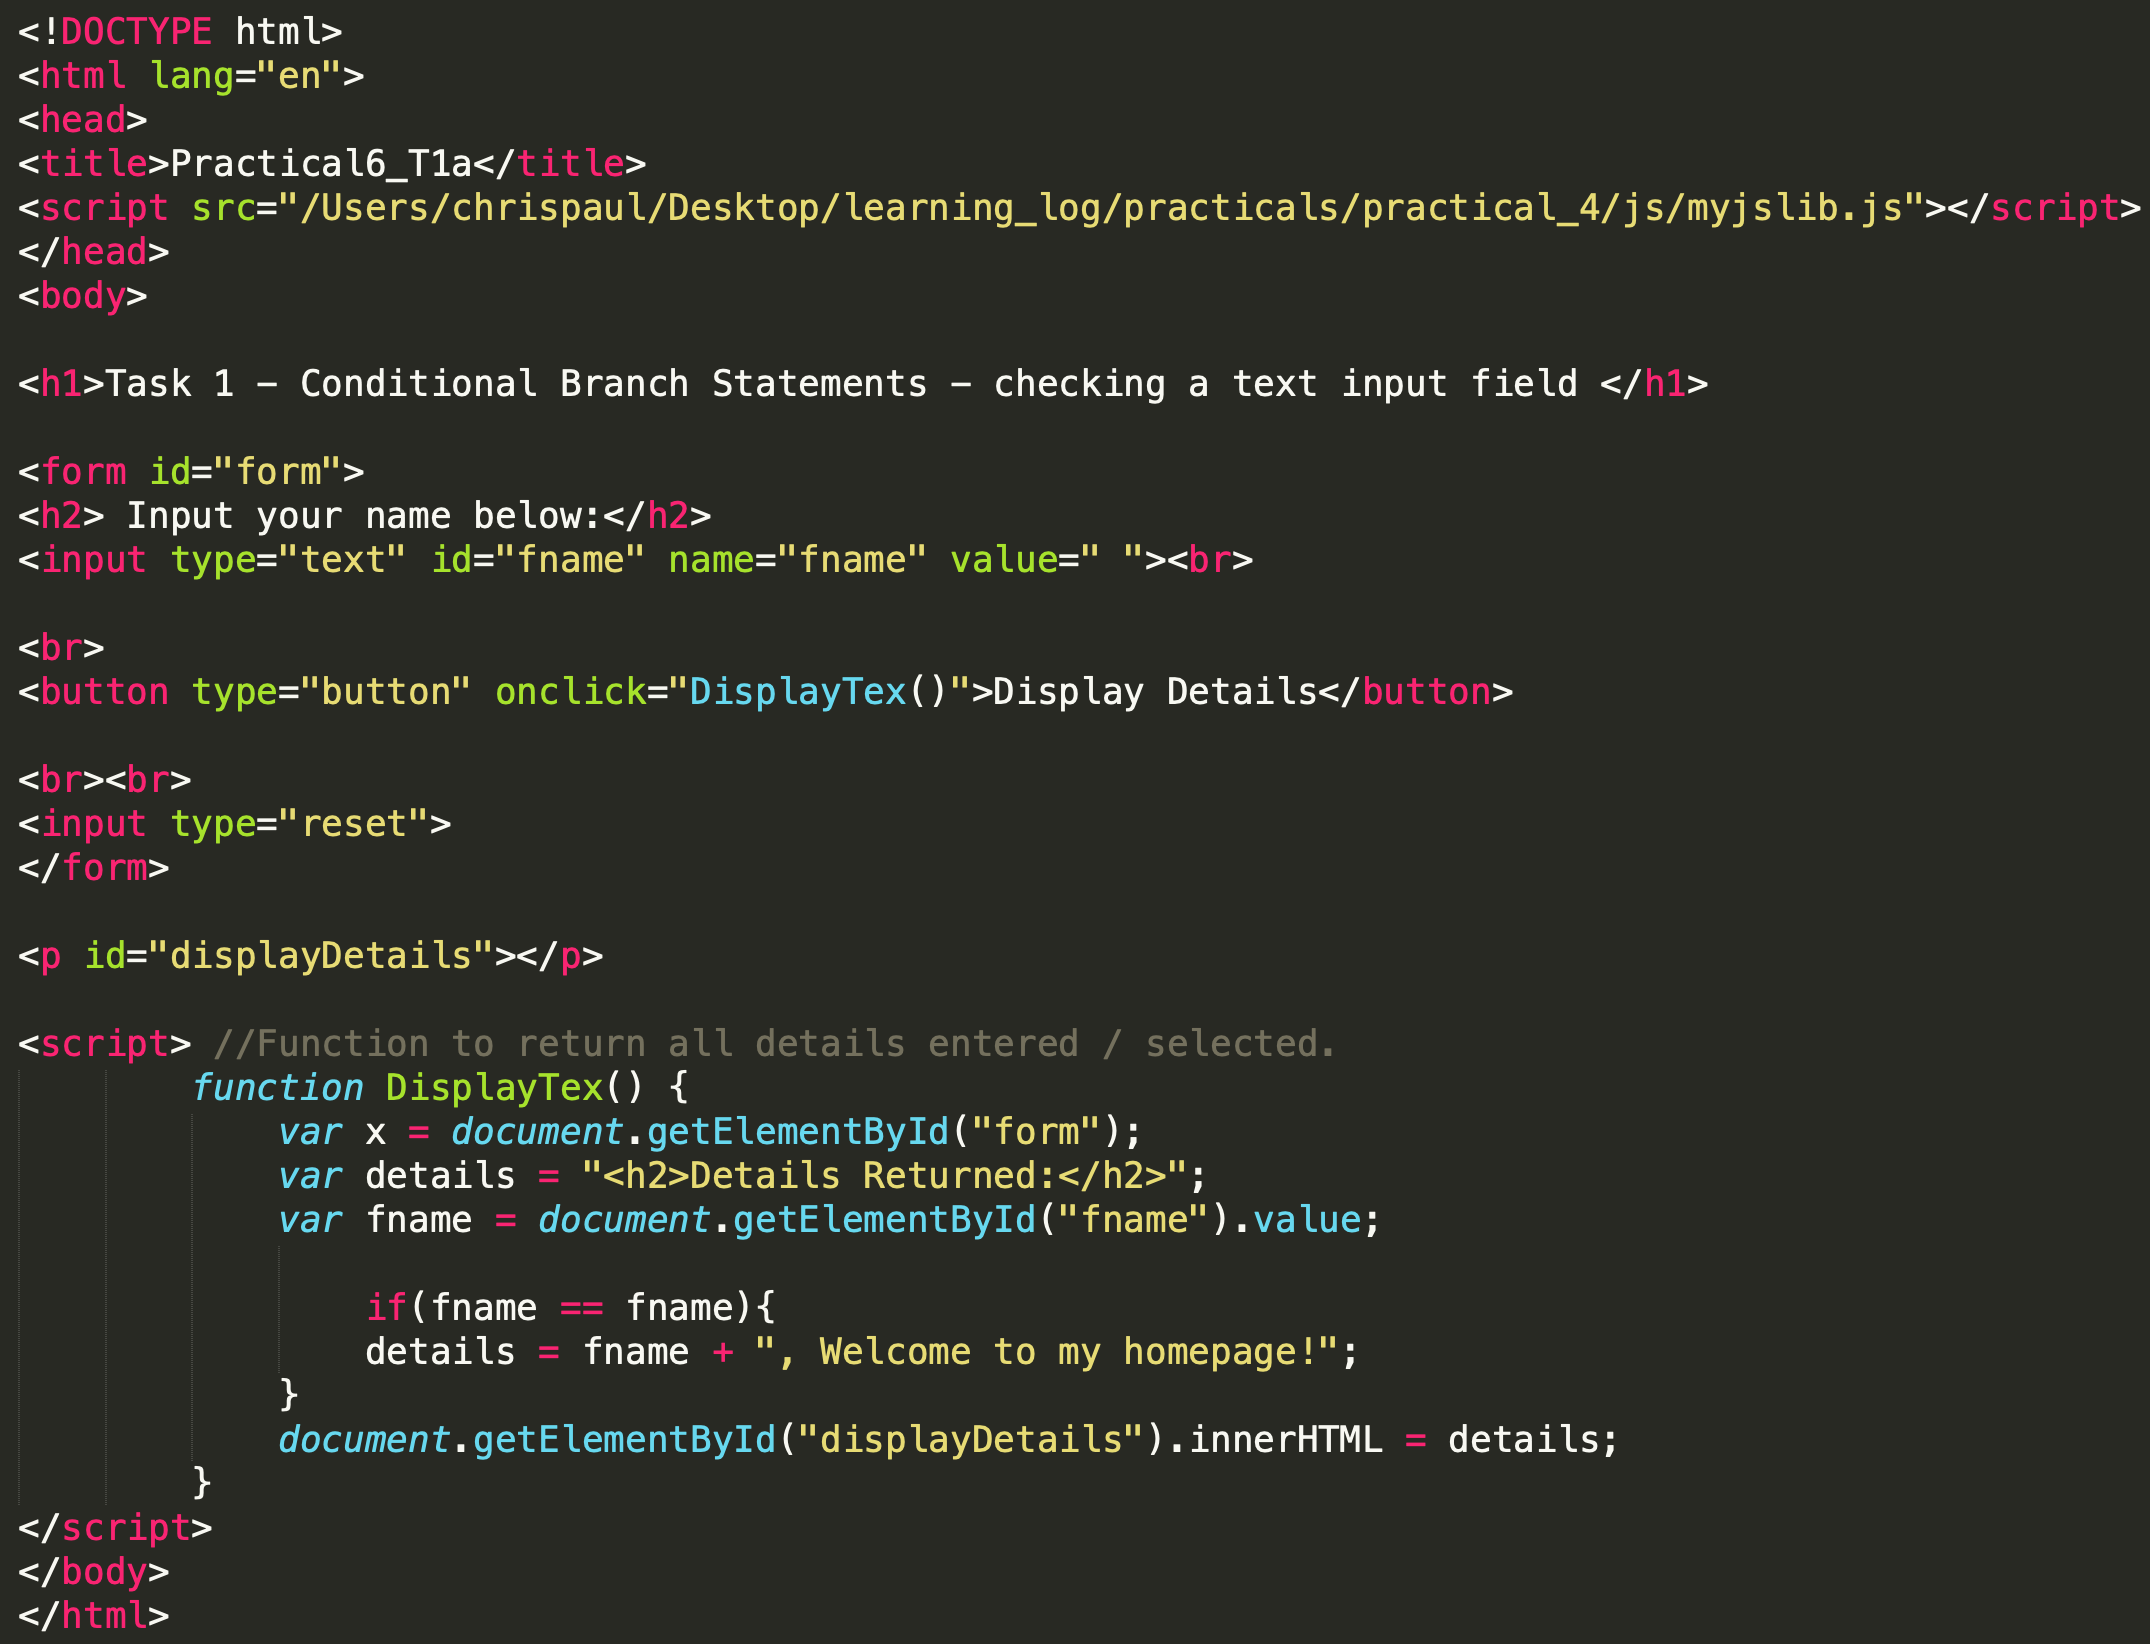 <!DOCTYPE html>
<html lang="en">
<head>
<title>Practical6_T1a</title>
<script src="/Users/chrispaul/Desktop/learning_log/practicals/practical_4/js/myjslib.js"></script>
</head>
<body>
<h1>Task 1 – Conditional Branch Statements – checking a text input field </h1>
<form id="form">
<h2> Input your name below:</h2>
<input type="text" id="fname" name="fname" value=" "><br>
<br>
<button type="button" onclick="DisplayTex()">Display Details</button>
<br><br>
<input type="reset">
</form>
<p id="displayDetails"></p>
<script> //Function to return all details entered / selected.
function DisplayTex() {
var x = document.getElementById("form");
var details = "<h2>Details Returned:</h2>";
var fname = document.getElementById("fname").value;
if(fname == fname){
details = fname + ", Welcome to my homepage!";
}
document.getElementById("displayDetails").innerHTML = details;
}
</script>
</body>
</html>